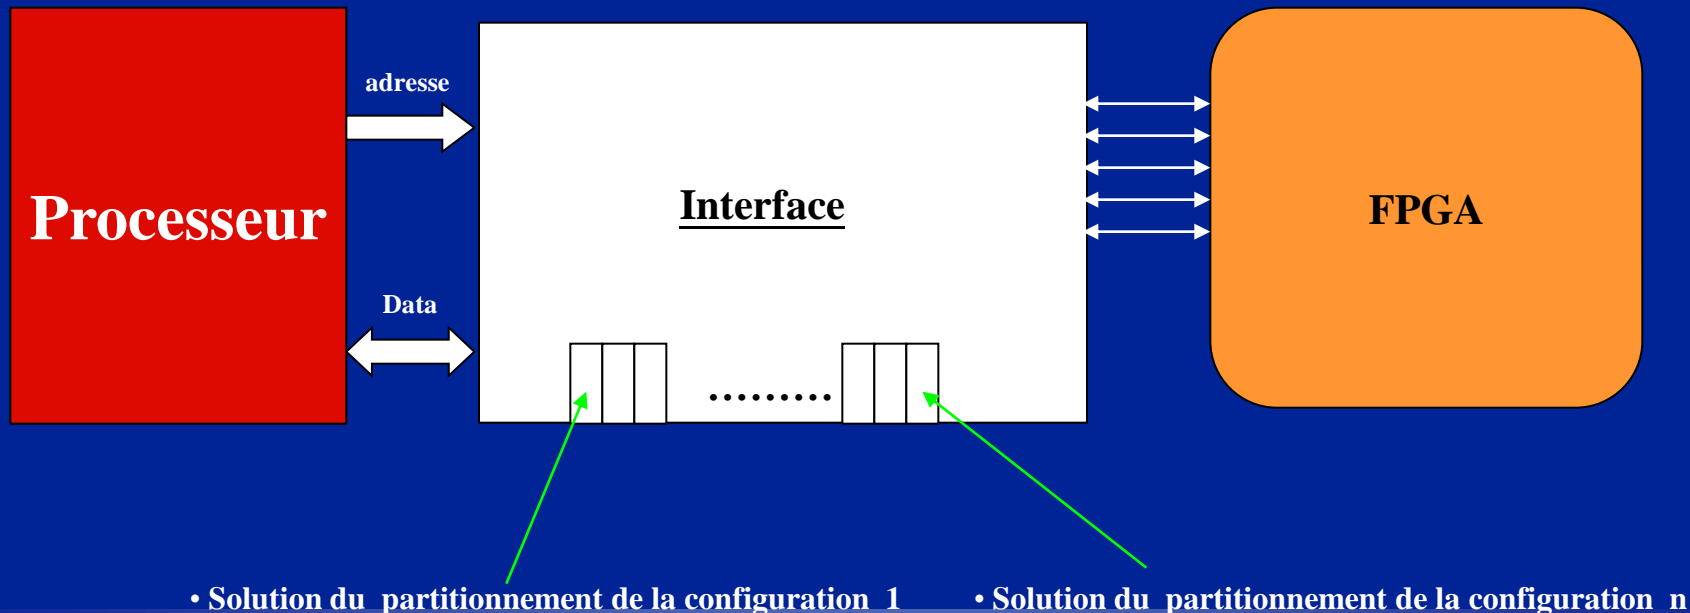 adresse
Processeur
Interface
FPGA
Data
.........
• Solution du partitionnement de la configuration 1
• Solution du partitionnement de la configuration n